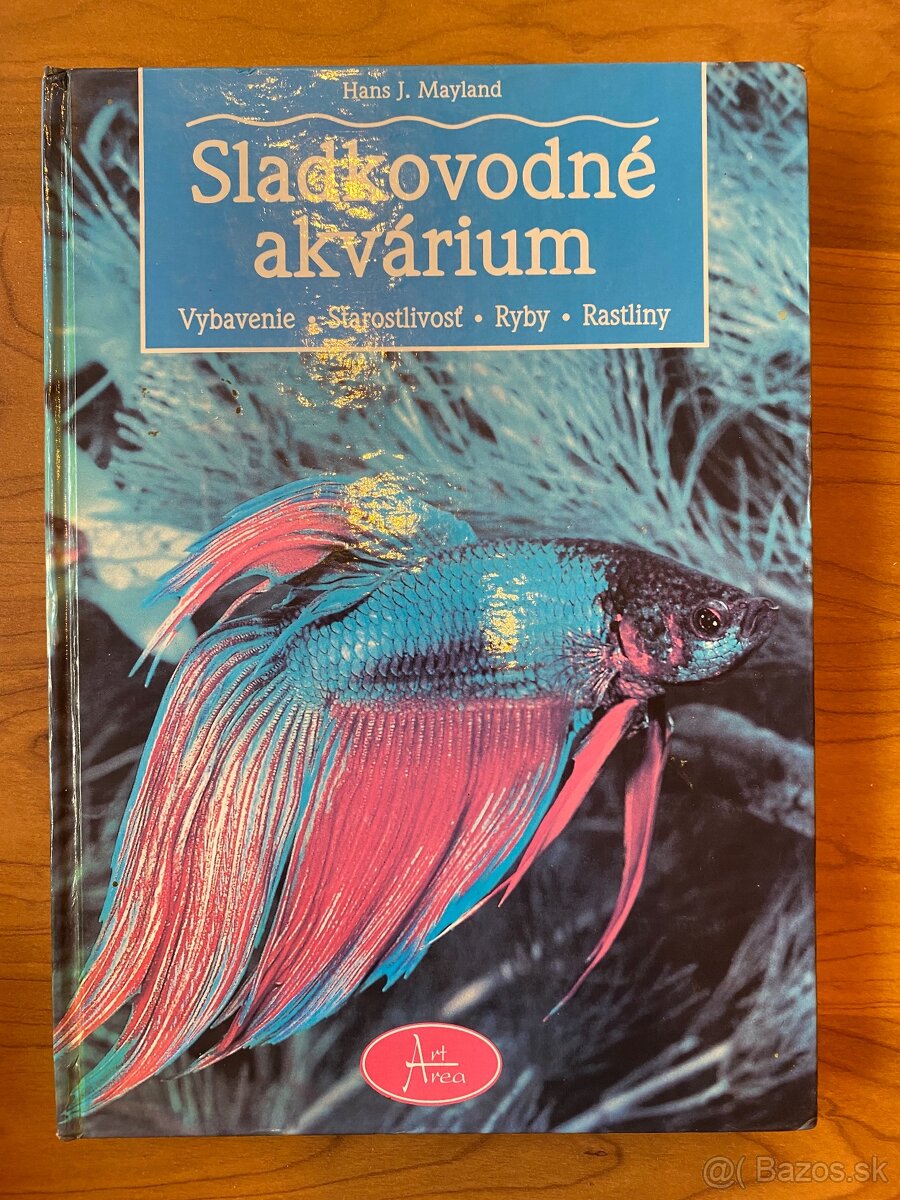 Hans J. Mayland
Sladkovodné
akvárium
Vybavenie • Starostlivosť • Ryby • Rastliny
Art
Area
@( Bazos.sk